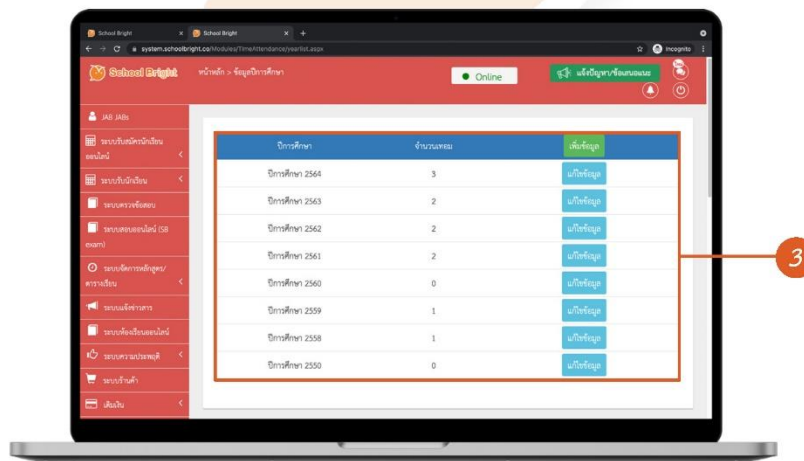 School Bright
School Bright
system.schoolbright.co/Modules/TimeAttendance/yearlist.aspx
Incognito
School Bright
หน้าหลัก > ข้อมูลปีการศึกษา
Online
แจ้งปัญหา/ข้อเสนอแนะ
JAB JABs
ระบบรับสมัครนักเรียน
ออนไลน์
ระบบรับนักเรียน
ระบบตรวจข้อสอบ
ระบบสอบออนไลน์ (SB
exam)
ระบบจัดการหลักสูตร/
ตารางเรียน
ระบบแจ้งข่าวสาร
ระบบห้องเรียนออนไลน์
ระบบความประพฤติ
ระบบร้านค้า
เติมเงิน
ปีการศึกษา จำนวนเทอม เพิ่มข้อมูล
ปีการศึกษา 2564 3 แก้ไขข้อมูล
ปีการศึกษา 2563 2 แก้ไขข้อมูล
ปีการศึกษา 2562 2 แก้ไขข้อมูล
ปีการศึกษา 2561 2 แก้ไขข้อมูล
ปีการศึกษา 2560 0 แก้ไขข้อมูล
ปีการศึกษา 2559 1 แก้ไขข้อมูล
ปีการศึกษา 2558 1 แก้ไขข้อมูล
ปีการศึกษา 2550 0 แก้ไขข้อมูล
3